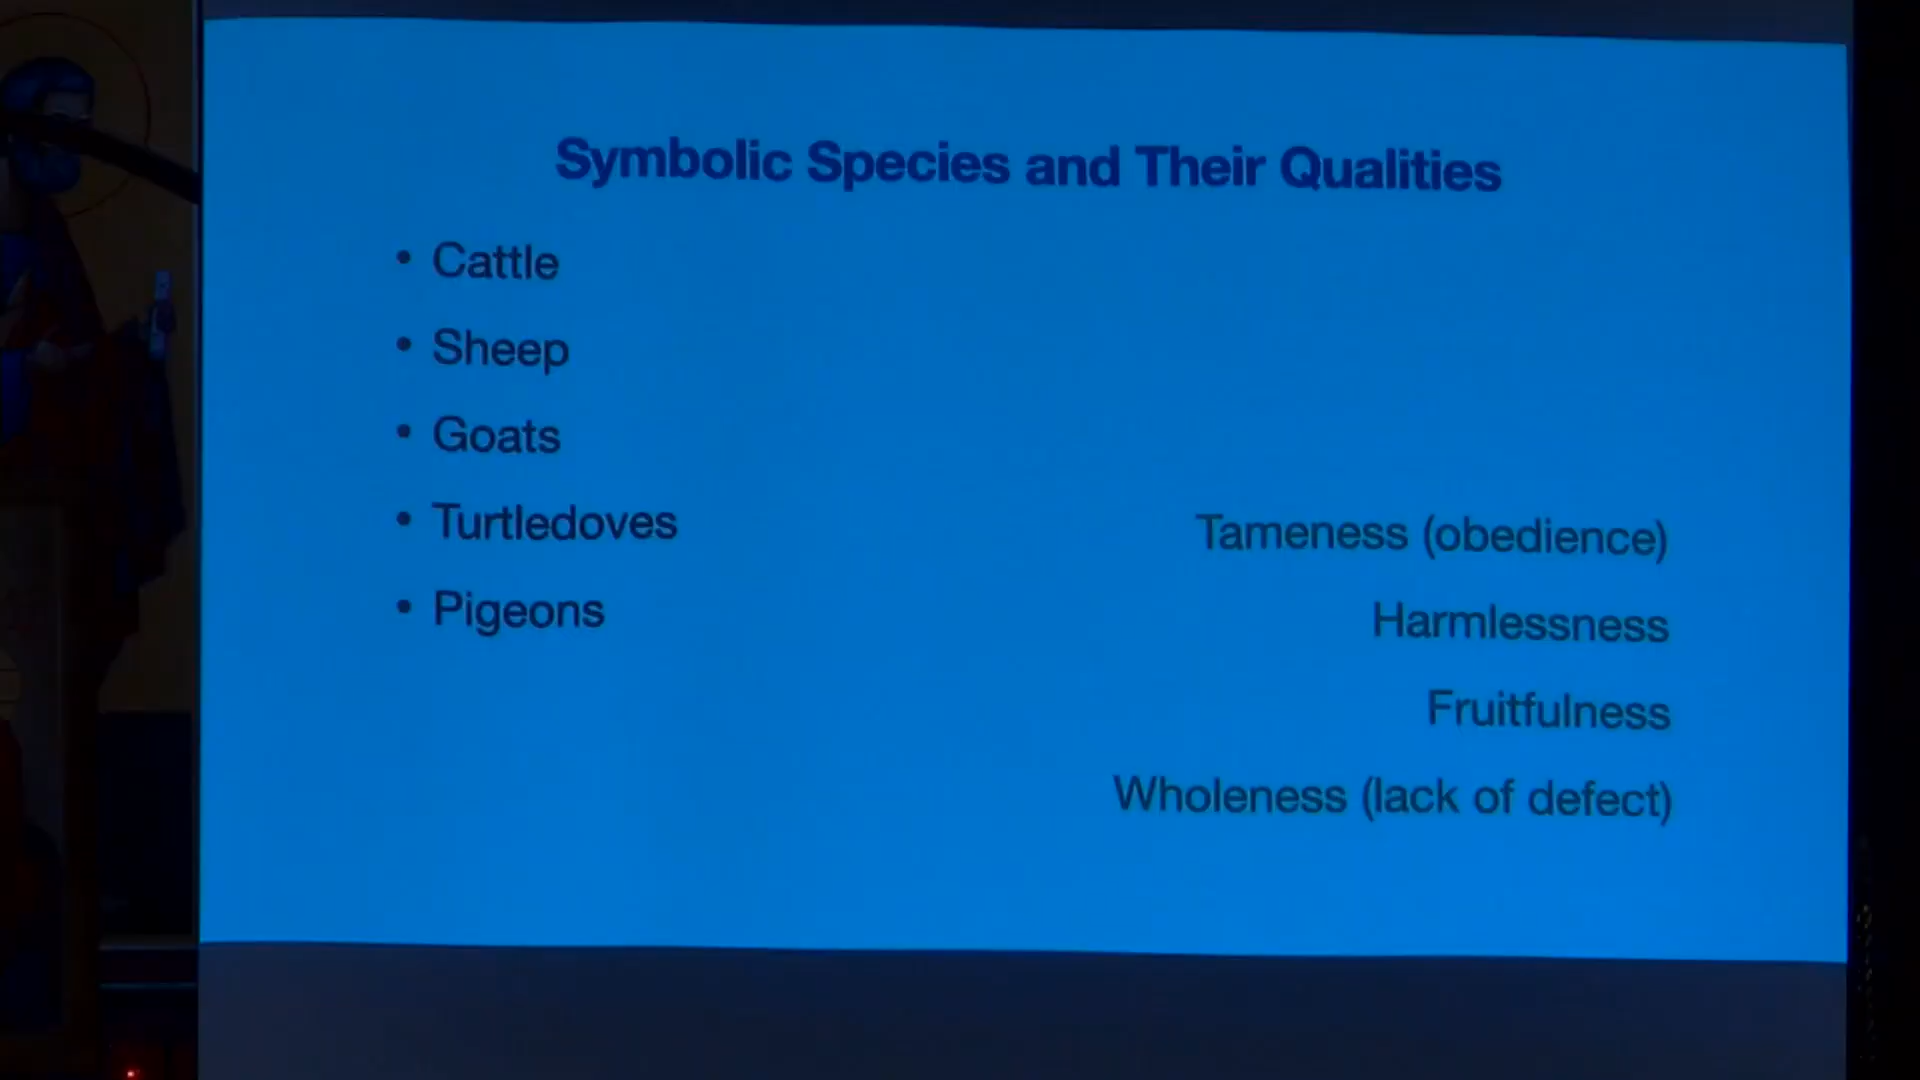 Symbolic Species and Their Qualities
• Cattle
• Sheep
• Goats
• Turtledoves
• Pigeons
Tameness (obedience)
Harmlessness
Fruitfulness
Wholeness (lack of defect)